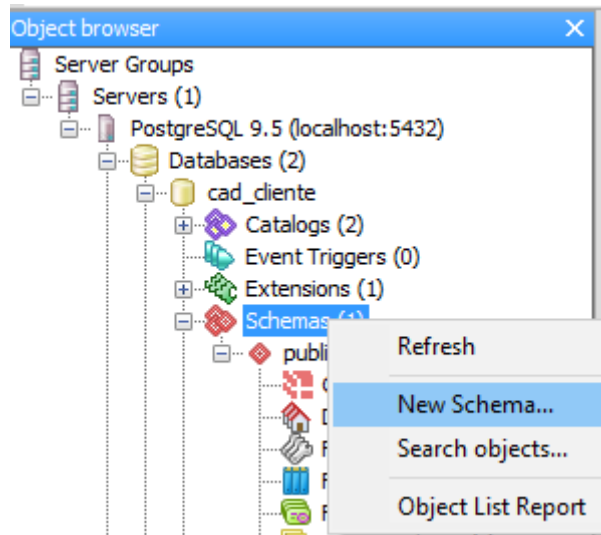 Object browser
Server Groups
Servers (1)
PostgreSQL 9.5 (localhost:5432)
Databases (2)
cad_cliente
Catalogs (2)
Event Triggers (0)
Extensions (1)
Schemas (1)
Refresh
New Schema...
Search objects...
Object List Report